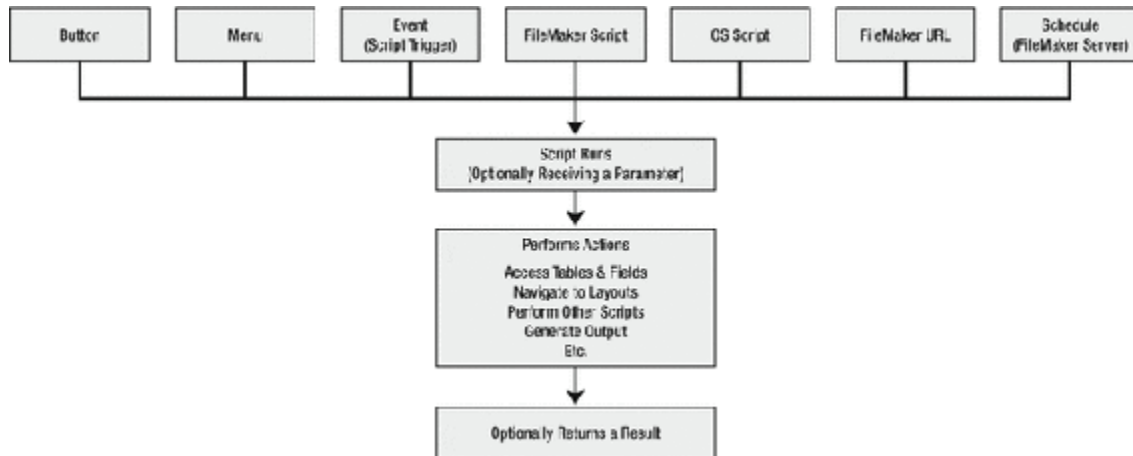 Button
Menu
Event
(Script Trigger)
FileMaker Script
OS Script
FileMaker URL
Schedule
(FileMaker Server)
Script Runs
(Optionally Receiving a Parameter)
Performs Actions
Access Tables & Fields
Navigate to Layouts
Perform Other Scripts
Generate Output
Etc.
Optionally Returns a Result